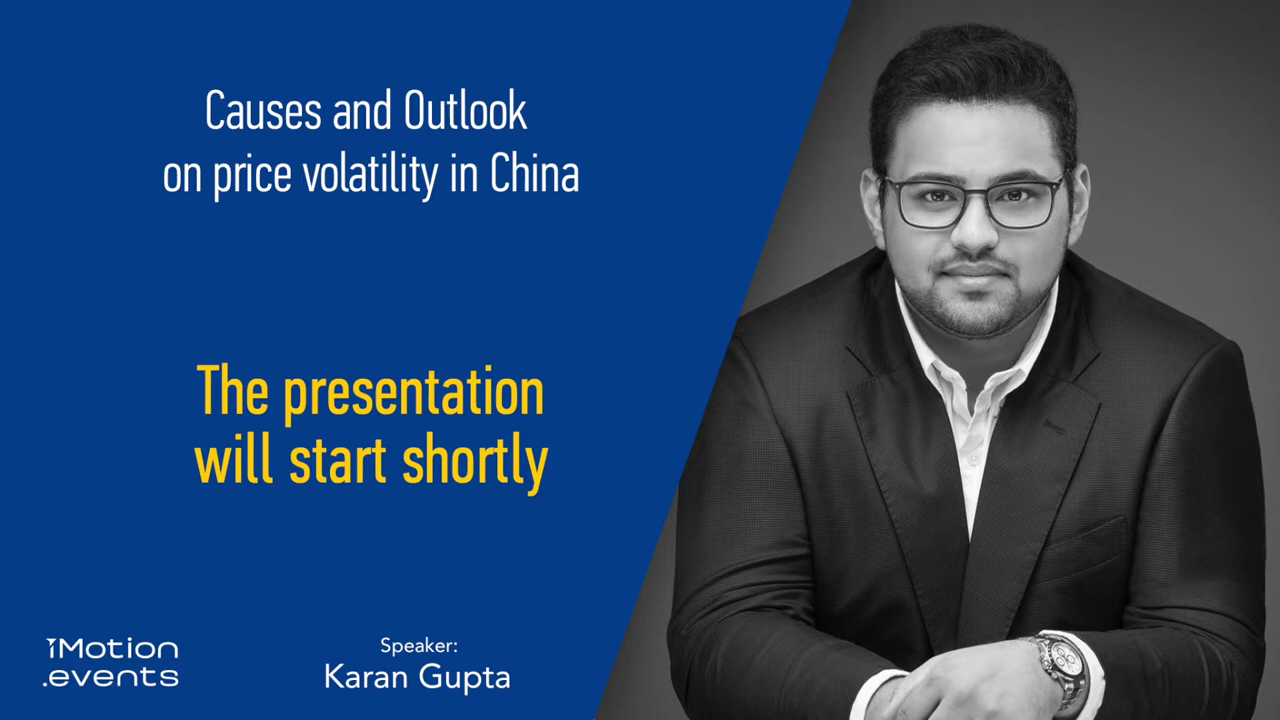 Causes and Outlook
on price volatility in China
The presentation
will start shortly
iMotion
.events
Speaker:
Karan Gupta